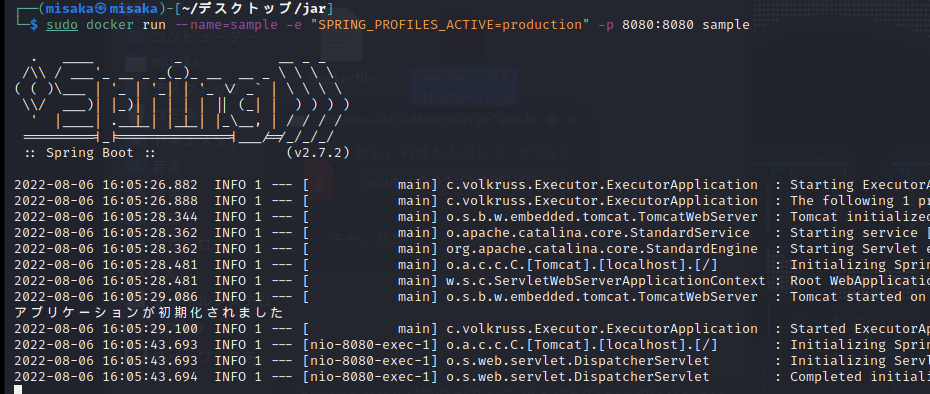 ┌──(misaka㉿misaka)-[~/デスクトップ/jar]
└─$ sudo docker run --name=sample -e "SPRING_PROFILES_ACTIVE=production" -p 8080:8080 sample
:: Spring Boot :: (v2.7.2)
2022-08-06 16:05:26.882 INFO 1 --- [ main] c.volkruss.Executor.ExecutorApplication : Starting ExecutorA
2022-08-06 16:05:26.888 INFO 1 --- [ main] c.volkruss.Executor.ExecutorApplication : The following 1 pr
2022-08-06 16:05:28.344 INFO 1 --- [ main] o.s.b.w.embedded.tomcat.TomcatWebServer : Tomcat initialized
2022-08-06 16:05:28.362 INFO 1 --- [ main] o.apache.catalina.core.StandardService : Starting service [
2022-08-06 16:05:28.362 INFO 1 --- [ main] org.apache.catalina.core.StandardEngine : Starting Servlet e
2022-08-06 16:05:28.481 INFO 1 --- [ main] o.a.c.c.C.[Tomcat].[localhost].[/] : Initializing Sprin
2022-08-06 16:05:28.481 INFO 1 --- [ main] w.s.c.ServletWebServerApplicationContext : Root WebApplicatio
2022-08-06 16:05:29.086 INFO 1 --- [ main] o.s.b.w.embedded.tomcat.TomcatWebServer : Tomcat started on
アプリケーションが初期化されました
2022-08-06 16:05:29.100 INFO 1 --- [ main] c.volkruss.Executor.ExecutorApplication : Started ExecutorAp
2022-08-06 16:05:43.693 INFO 1 --- [nio-8080-exec-1] o.a.c.c.C.[Tomcat].[localhost].[/] : Initializing Sprin
2022-08-06 16:05:43.693 INFO 1 --- [nio-8080-exec-1] o.s.web.servlet.DispatcherServlet : Initializing Servl
2022-08-06 16:05:43.694 INFO 1 --- [nio-8080-exec-1] o.s.web.servlet.DispatcherServlet : Completed initiali